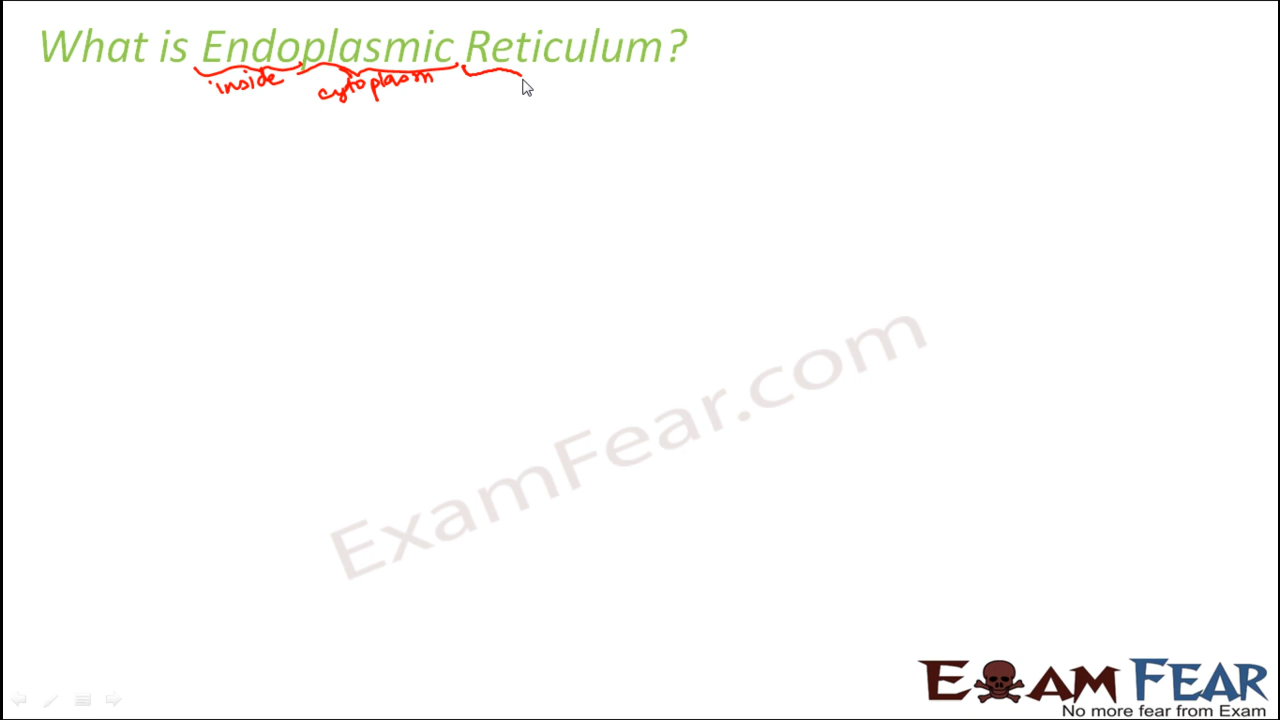 What is Endoplasmic Reticulum?
inside cytoplasm
ExamFear.com
EXAM FEAR
No more fear from Exam